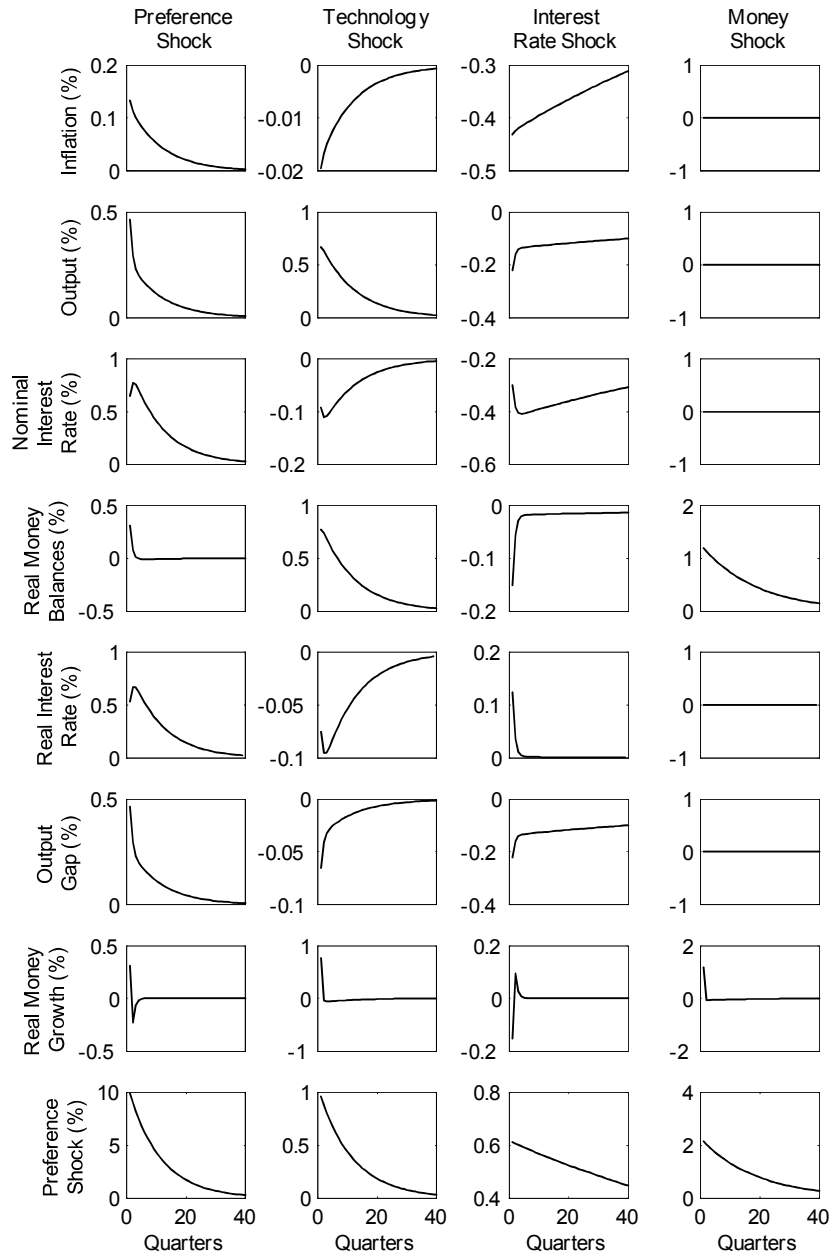 Preference Technology Interest Money
Shock Shock Rate Shock Shock
Inflation (%)
0.2 0 -0.3 1
0.1 -0.01 -0.4 0
0 -0.02 -0.5 -1
Output (%)
0.5 1 0 1
0.5 -0.2 0
0 0 -0.4 -1
Nominal
Interest
Rate (%)
1 0 -0.2 1
0.5 -0.1 -0.4 0
0 -0.2 -0.6 -1
Real Money
Balances (%)
0.5 1 0 2
0 0.5 -0.1 1
-0.5 0 -0.2 0
Real Interest
Rate (%)
1 0 0.2 1
0.5 -0.05 0.1 0
0 -0.1 0 -1
Output
Gap (%)
0.5 0 0 1
-0.05 -0.2 0
0 -0.1 -0.4 -1
Real Money
Growth (%)
0.5 1 0.2 2
0 0 0 0
-0.5 -1 -0.2 -2
Preference
Shock (%)
10 1 0.8 4
5 0.5 0.6 2
0 0 0.4 0
0 20 40 0 20 40 0 20 40 0 20 40
Quarters Quarters Quarters Quarters